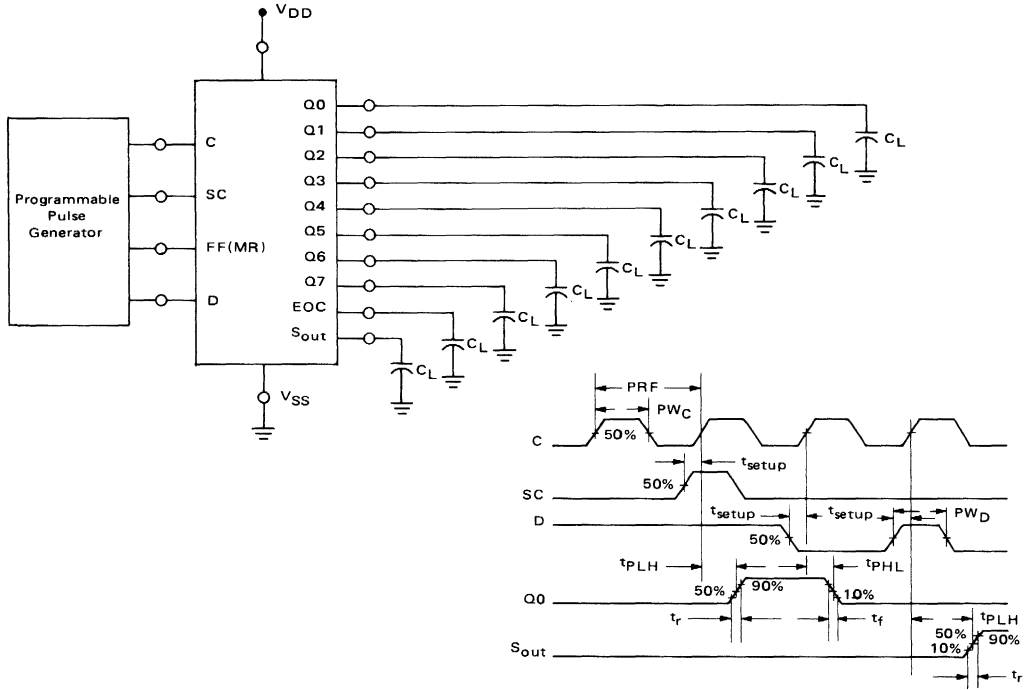 VDD
Programmable
Pulse
Generator
C
SC
FF(MR)
D
Q0
Q1
Q2
Q3
Q4
Q5
Q6
Q7
EOC
Sout
CL
CL
CL
CL
CL
CL
CL
CL
CL
CL
VSS
PRF
PWC
C
50%
tsetup
SC
50%
D
tsetup
tsetup
PWD
50%
tPLH
tPHL
Q0
50%
90%
10%
tr
tf
tPLH
Sout
50%
90%
10%
tr